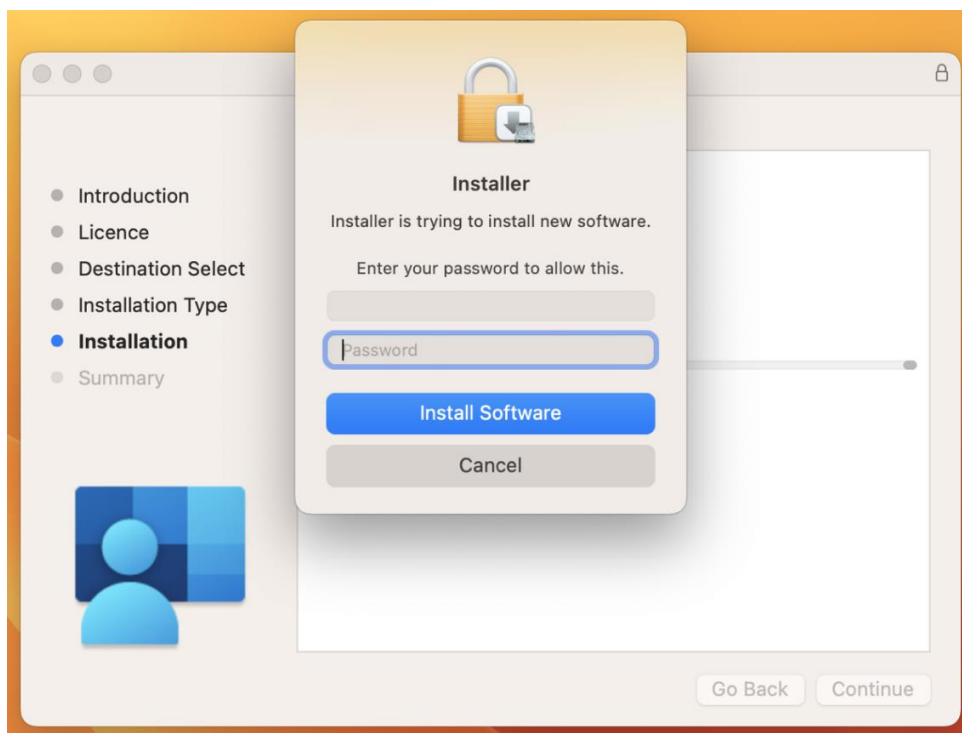 Installer
Installer is trying to install new software.
Enter your password to allow this.
Password
Install Software
Cancel
Introduction
Licence
Destination Select
Installation Type
Installation
Summary
Go Back
Continue